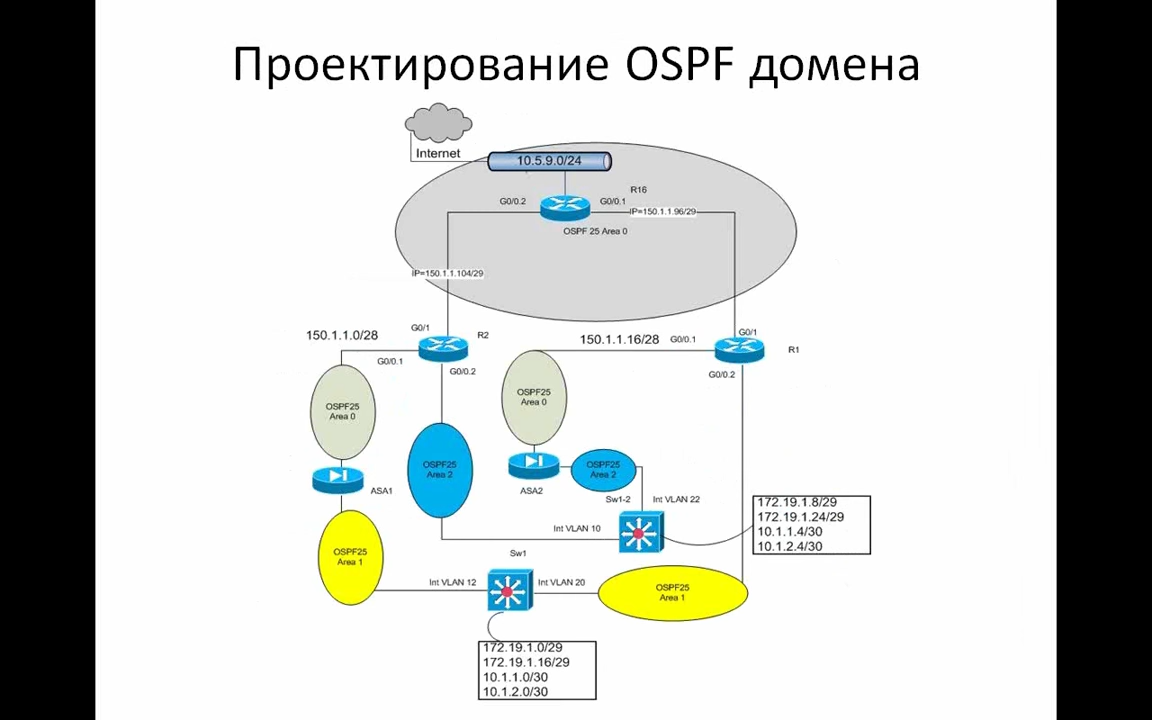 Проектирование OSPF домена
Internet
10.5.9.0/24
R16
G0/0.2
G0/0.1
IP=150.1.1.96/29
OSPF 25 Area 0
IP=150.1.1.104/29
150.1.1.0/28
G0/1
R2
G0/0.1
G0/0.2
150.1.1.16/28
G0/0.1
G0/1
R1
G0/0.2
OSPF25
Area 0
OSPF25
Area 0
OSPF25
Area 2
OSPF25
Area 2
ASA1
ASA2
Sw1-2
Int VLAN 22
Int VLAN 10
172.19.1.8/29
172.19.1.24/29
10.1.1.4/30
10.1.2.4/30
OSPF25
Area 1
Sw1
Int VLAN 12
Int VLAN 20
OSPF25
Area 1
172.19.1.0/29
172.19.1.16/29
10.1.1.0/30
10.1.2.0/30